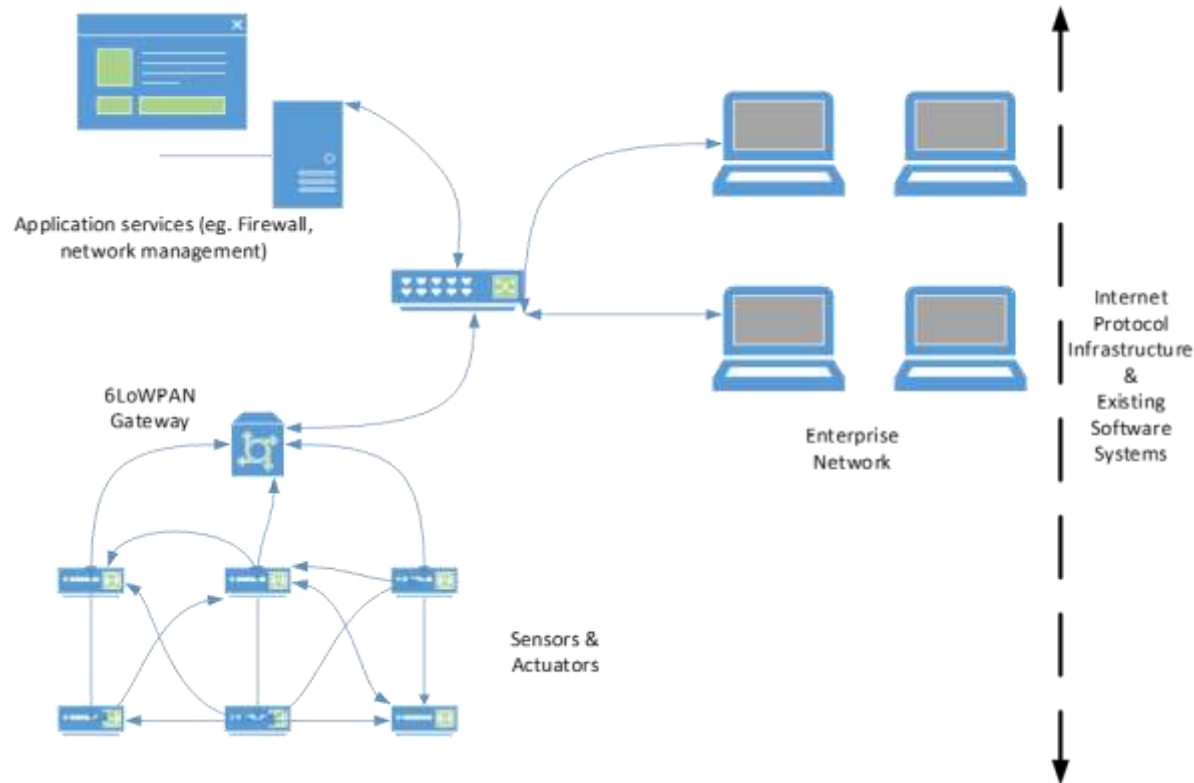 Application services (eg. Firewall,
network management)
6LoWPAN
Gateway
Sensors &
Actuators
Enterprise
Network
Internet
Protocol
Infrastructure
&
Existing
Software
Systems